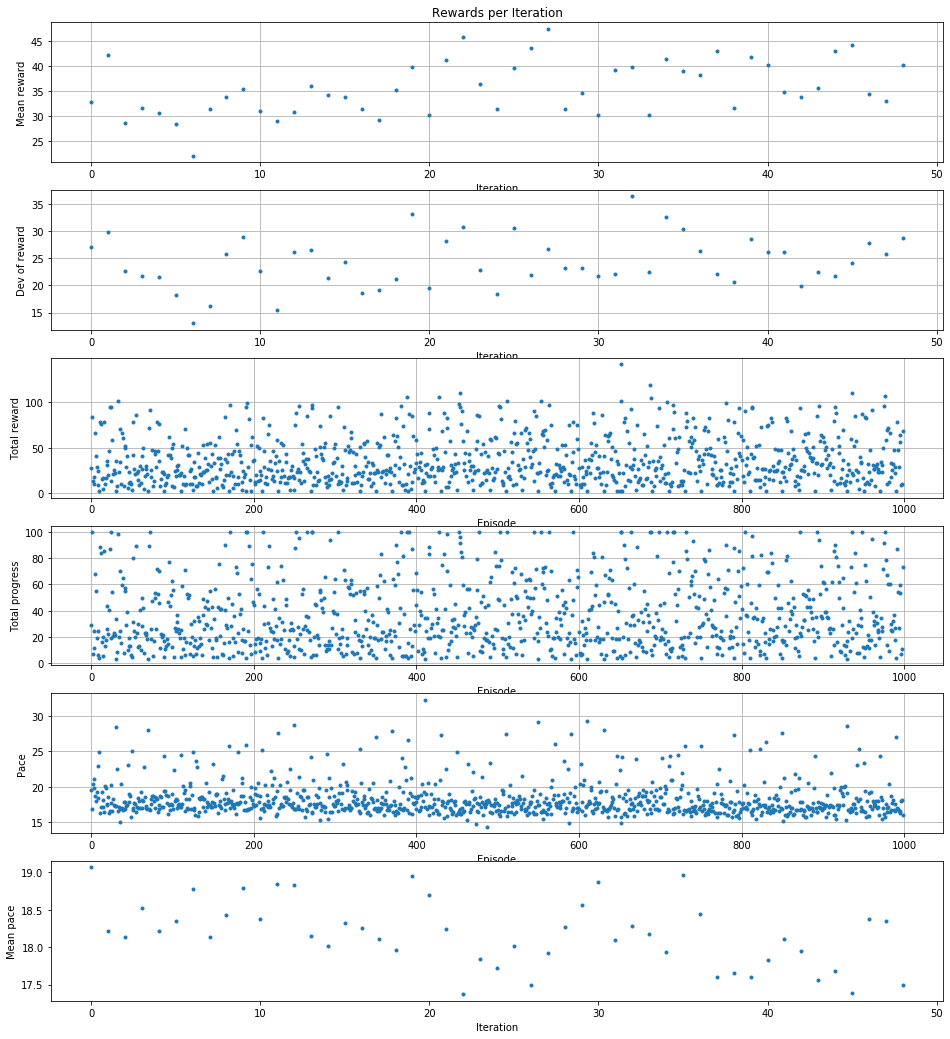 Rewards per Iteration
45
40
35
30
25
Mean reward
0 10 20 30 40 50
Iteration
35
30
25
20
15
Dev of reward
0 10 20 30 40 50
Iteration
100
50
0
Total reward
0 200 400 600 800 1000
Episode
100
80
60
40
20
0
Total progress
0 200 400 600 800 1000
Episode
30
25
20
15
Pace
0 200 400 600 800 1000
Episode
19.0
18.5
18.0
17.5
Mean pace
0 10 20 30 40 50
Iteration